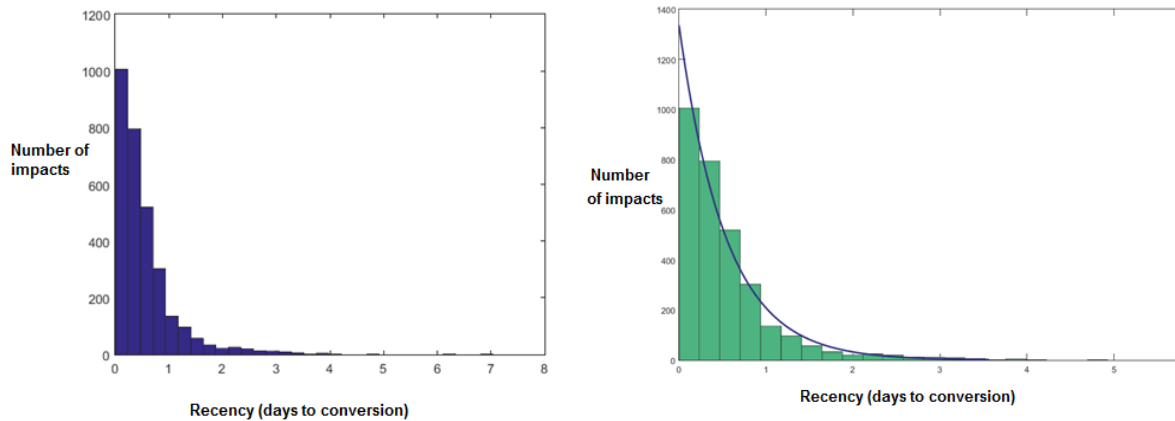 1200
1000
800
600
400
200
0
Number of
impacts
0 1 2 3 4 5 6 7 8
Recency (days to conversion)
1400
1200
1000
800
600
400
200
0
Number
of impacts
0 1 2 3 4 5
Recency (days to conversion)